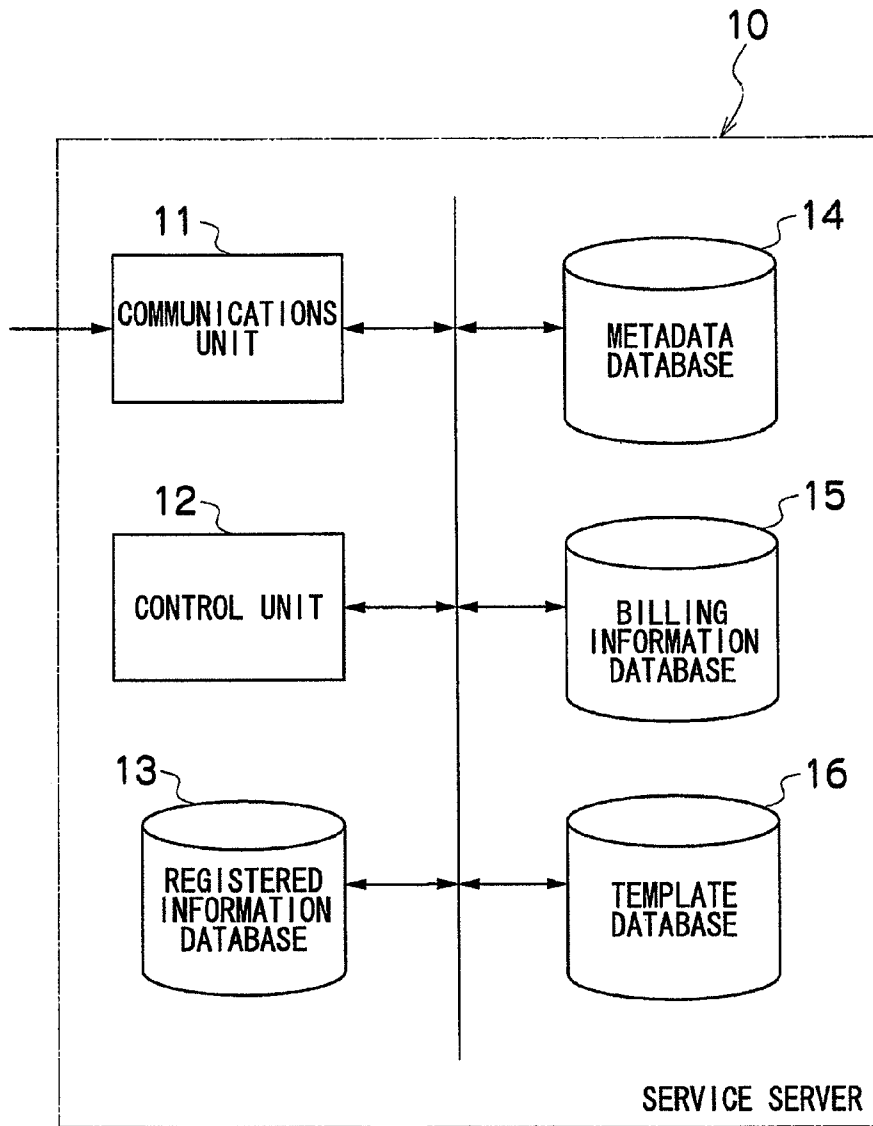 10
11
COMMUNICATIONS
UNIT
14
METADATA
DATABASE
12
CONTROL UNIT
15
BILLING
INFORMATION
DATABASE
13
REGISTERED
INFORMATION
DATABASE
16
TEMPLATE
DATABASE
SERVICE SERVER